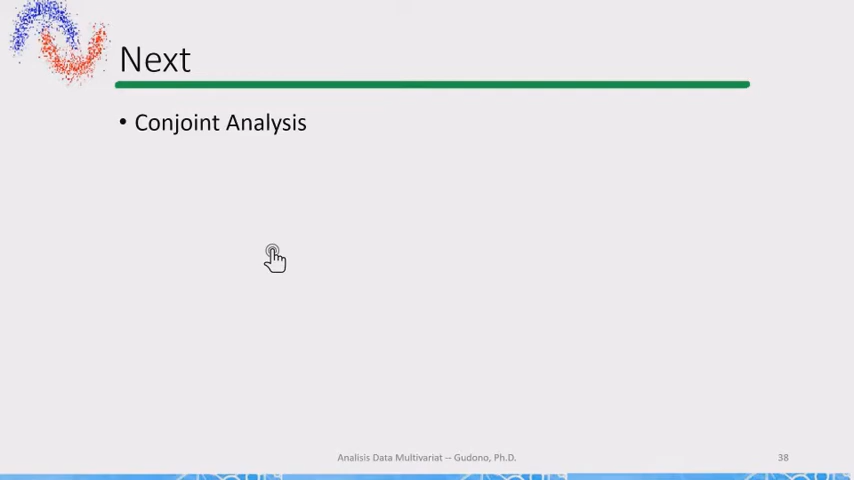 Next
• Conjoint Analysis
Analisis Data Multivariat -- Gudono, Ph.D.
38